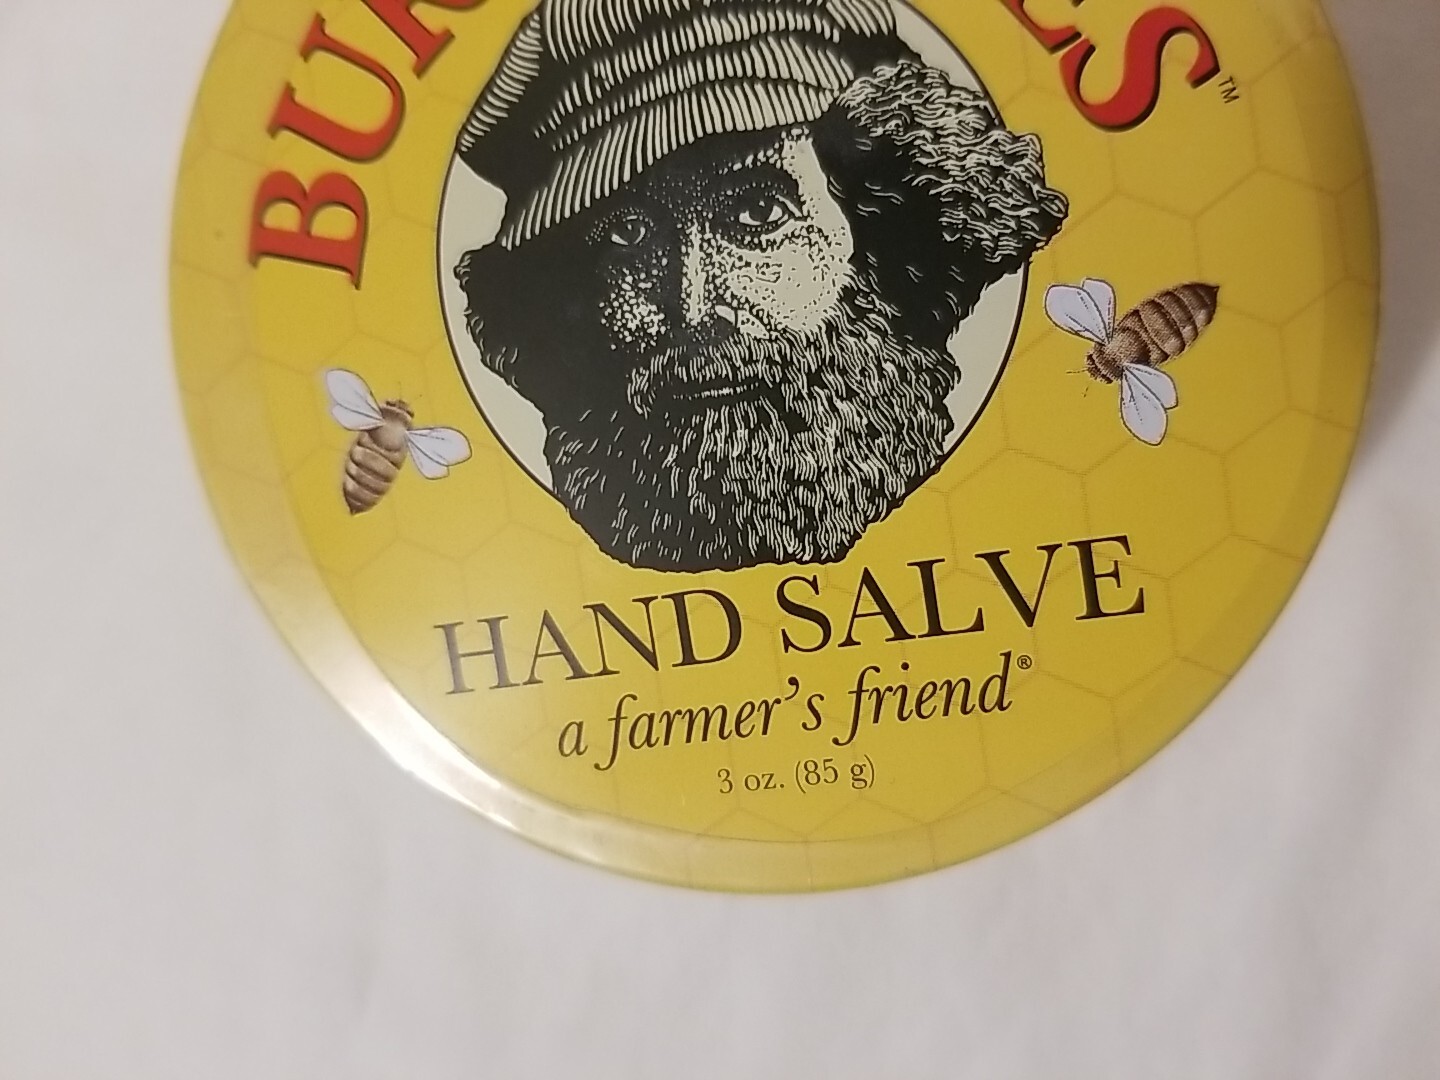 HAND SALVE
a farmer's friend®
3 oz. (85 g)